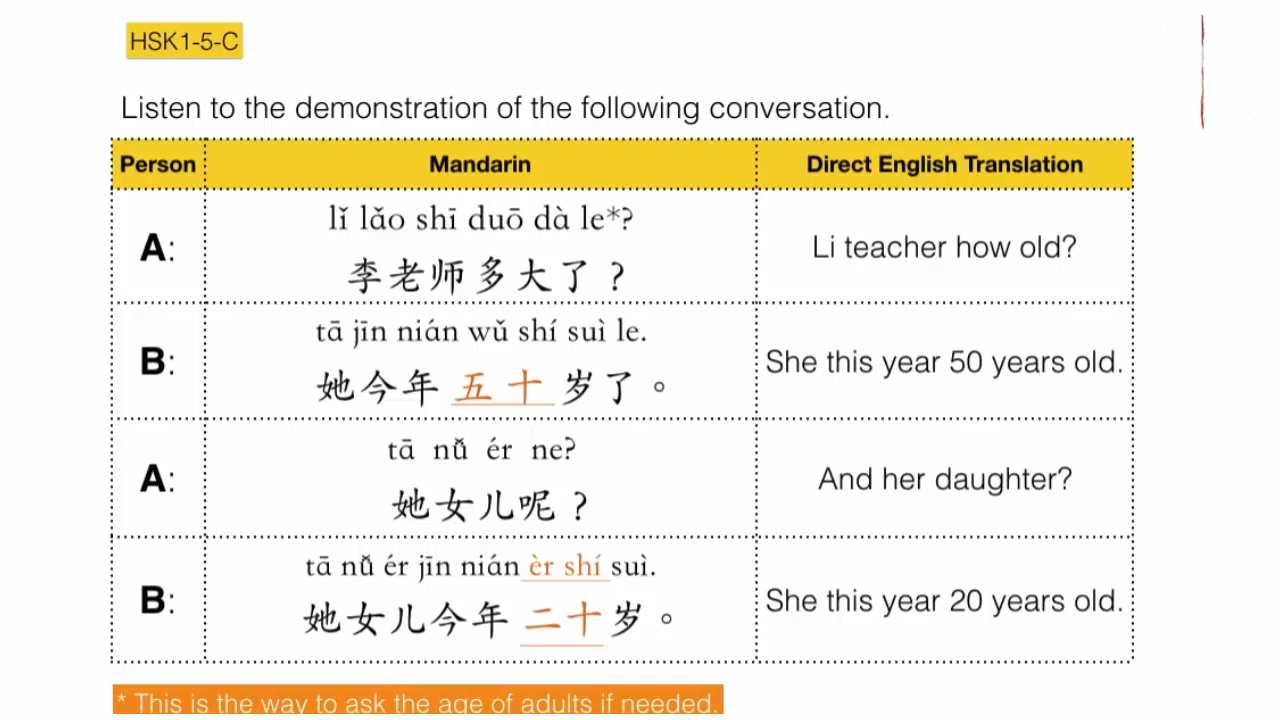 HSK1-5-C
Listen to the demonstration of the following conversation.
Person Mandarin Direct English Translation
A:
lǐ lǎo shī duō dà le*?
李老师多大了？
Li teacher how old?
B:
tā jīn nián wǔ shí suì le.
她今年五十岁了。
She this year 50 years old.
A:
tā nǚ ér ne?
她女儿呢？
And her daughter?
B:
tā nǚ ér jīn nián èr shí suì.
她女儿今年二十岁。
She this year 20 years old.
* This is the way to ask the age of adults if needed.